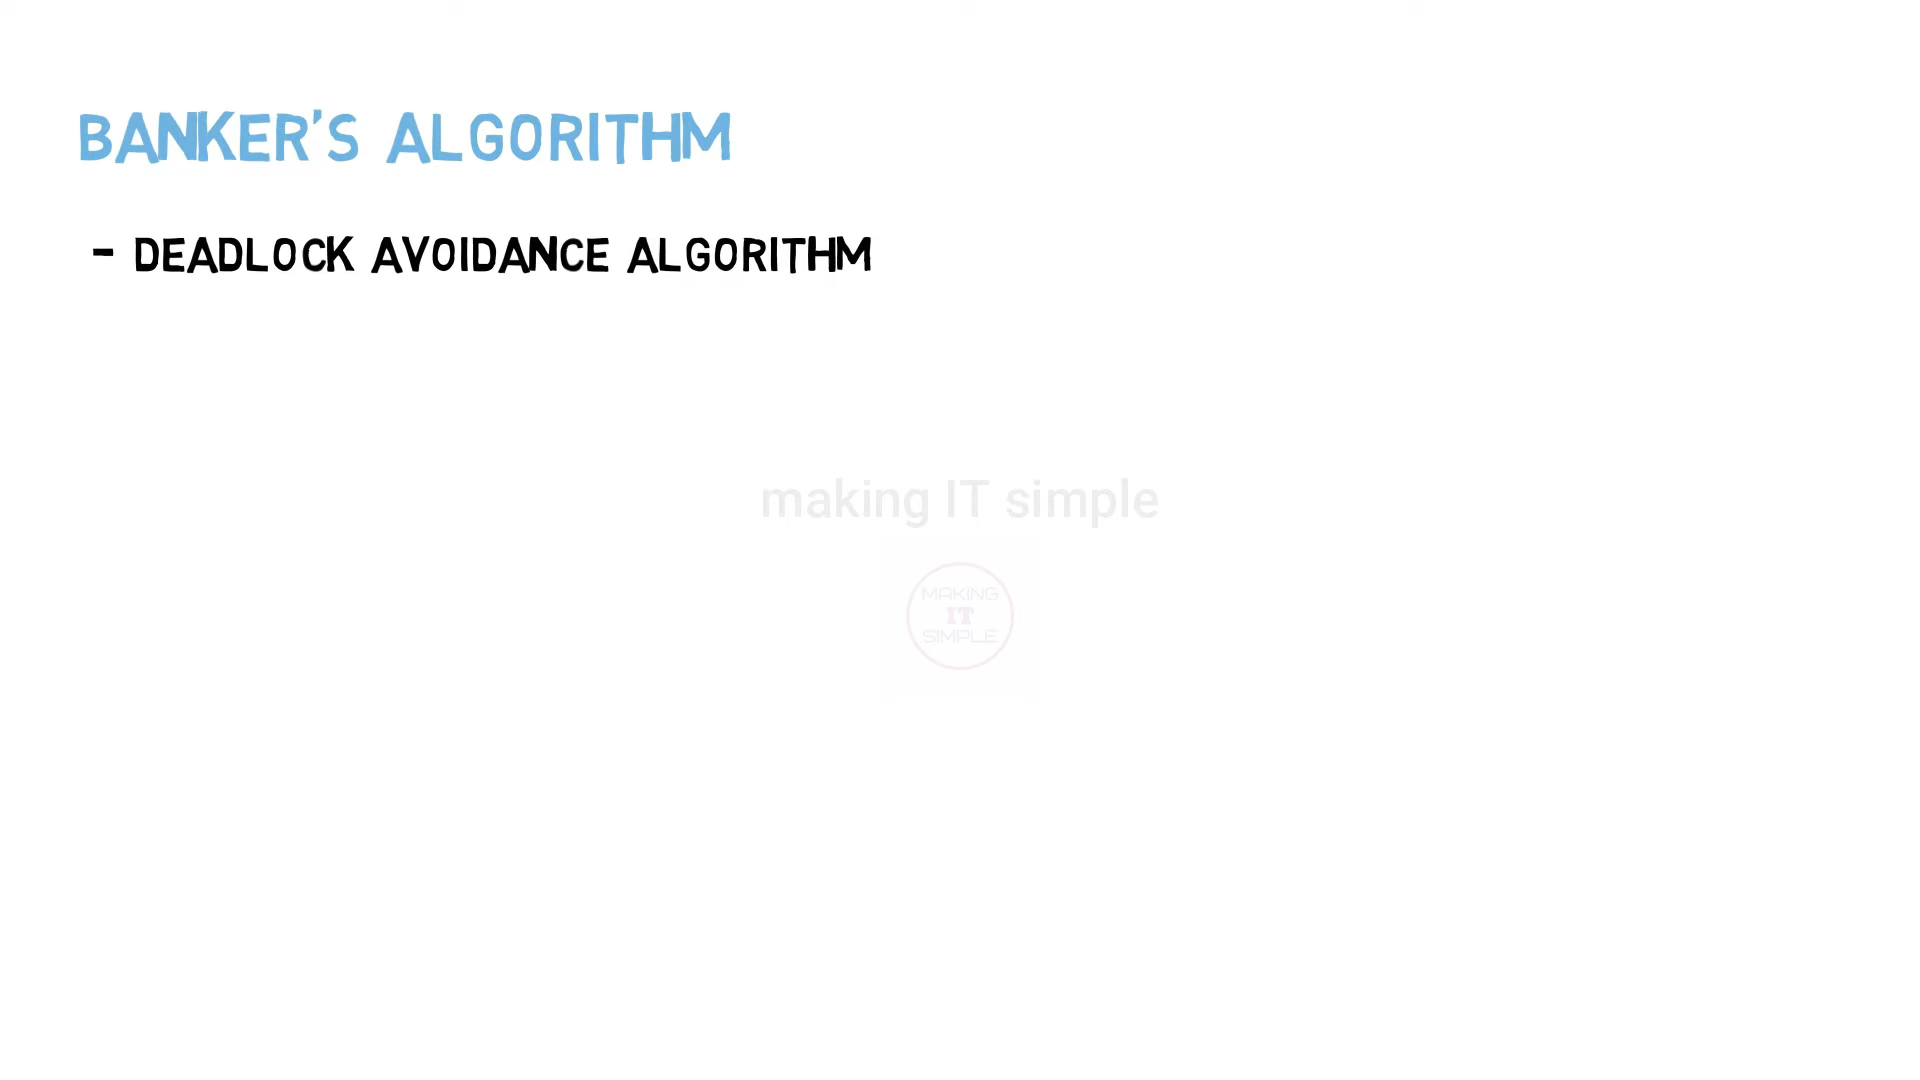 BANKER'S ALGORITHM
- DEADLOCK AVOIDANCE ALGORITHM
making IT simple
MAKING
IT
SIMPLE